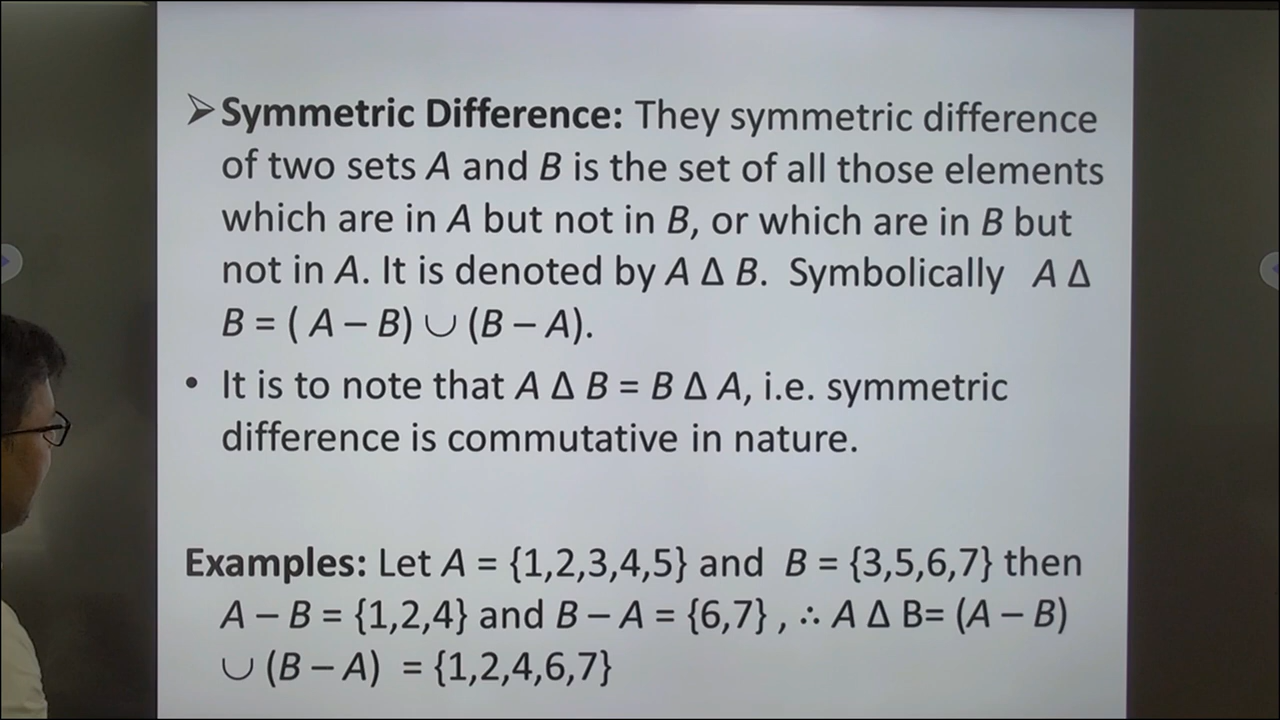 ➢ Symmetric Difference: They symmetric difference
of two sets A and B is the set of all those elements
which are in A but not in B, or which are in B but
not in A. It is denoted by A Δ B. Symbolically A Δ
B = ( A – B) ∪ (B – A).
• It is to note that A Δ B = B Δ A, i.e. symmetric
difference is commutative in nature.
Examples: Let A = {1,2,3,4,5} and B = {3,5,6,7} then
A – B = {1,2,4} and B – A = {6,7} , ∴ A Δ B= (A – B)
∪ (B – A) = {1,2,4,6,7}